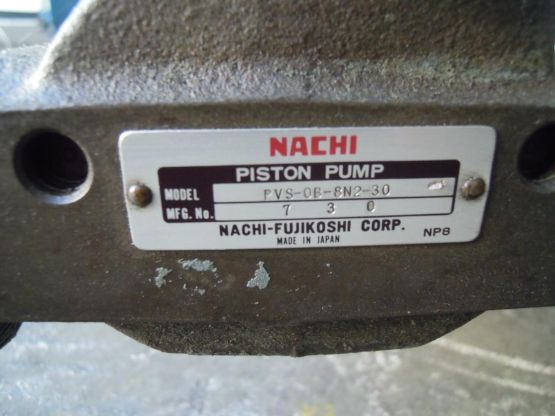 NACHI
PISTON PUMP
MODEL PVS-0B-8N2-30
MFG. No. 7 3 0
NACHI-FUJIKOSHI CORP.
MADE IN JAPAN
NP8